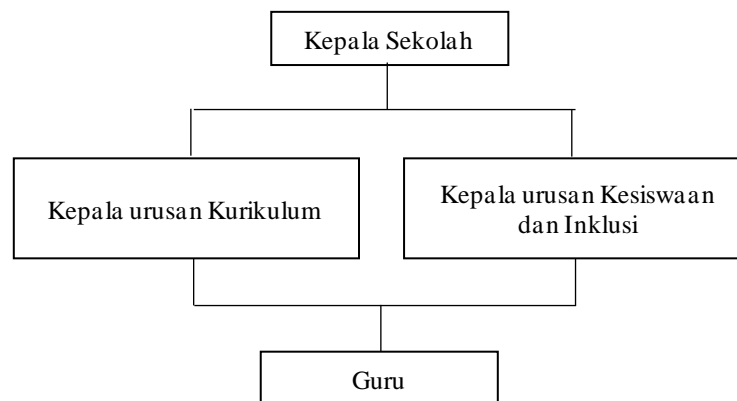 Kepala Sekolah
Kepala urusan Kurikulum
Kepala urusan Kesiswaan
dan Inklusi
Guru